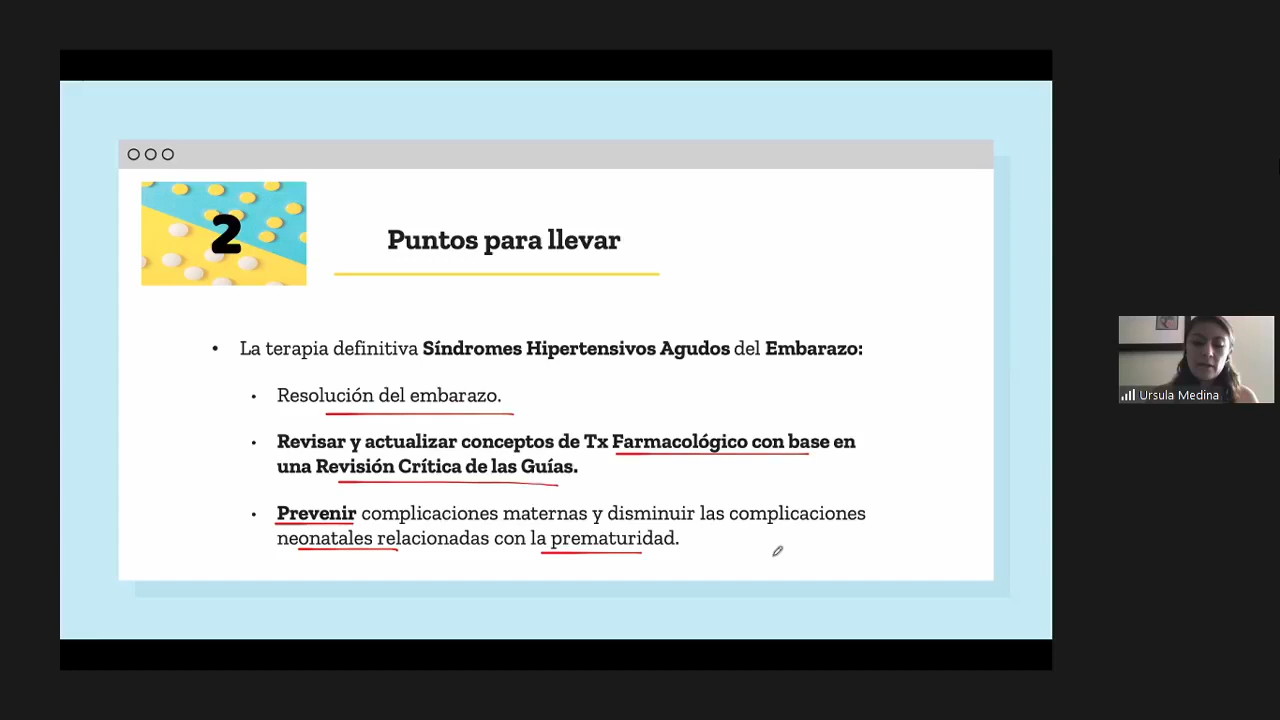 2
Puntos para llevar
• La terapia definitiva Síndromes Hipertensivos Agudos del Embarazo:
• Resolución del embarazo.
• Revisar y actualizar conceptos de Tx Farmacológico con base en
una Revisión Crítica de las Guías.
• Prevenir complicaciones maternas y disminuir las complicaciones
neonatales relacionadas con la prematuridad.
Ursula Medina